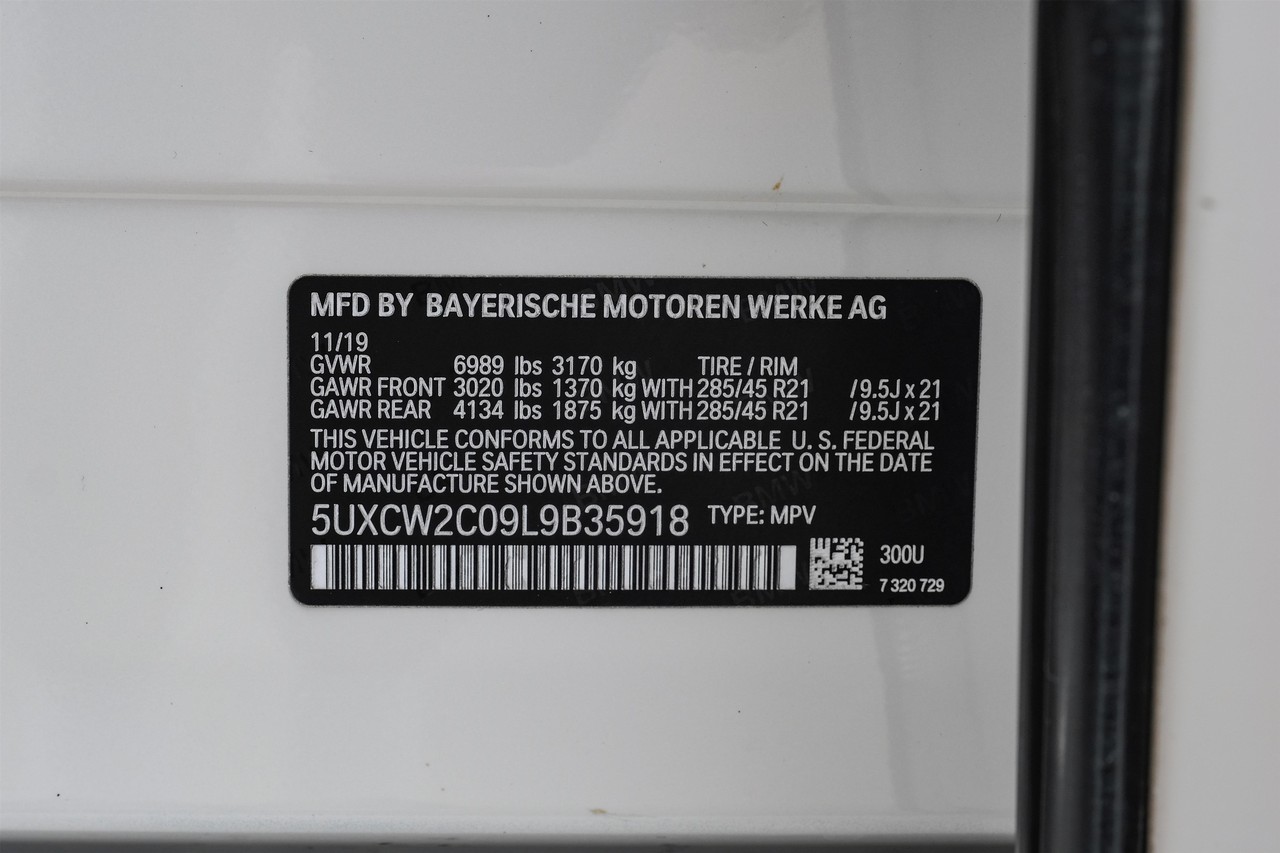 MFD BY BAYERISCHE MOTOREN WERKE AG
11/19
GVWR 6989 lbs 3170 kg TIRE / RIM
GAWR FRONT 3020 lbs 1370 kg WITH 285/45 R21 / 9.5J x 21
GAWR REAR 4134 lbs 1875 kg WITH 285/45 R21 / 9.5J x 21
THIS VEHICLE CONFORMS TO ALL APPLICABLE U. S. FEDERAL
MOTOR VEHICLE SAFETY STANDARDS IN EFFECT ON THE DATE
OF MANUFACTURE SHOWN ABOVE.
5UXCW2C09L9B35918 TYPE: MPV
300U
7 320 729